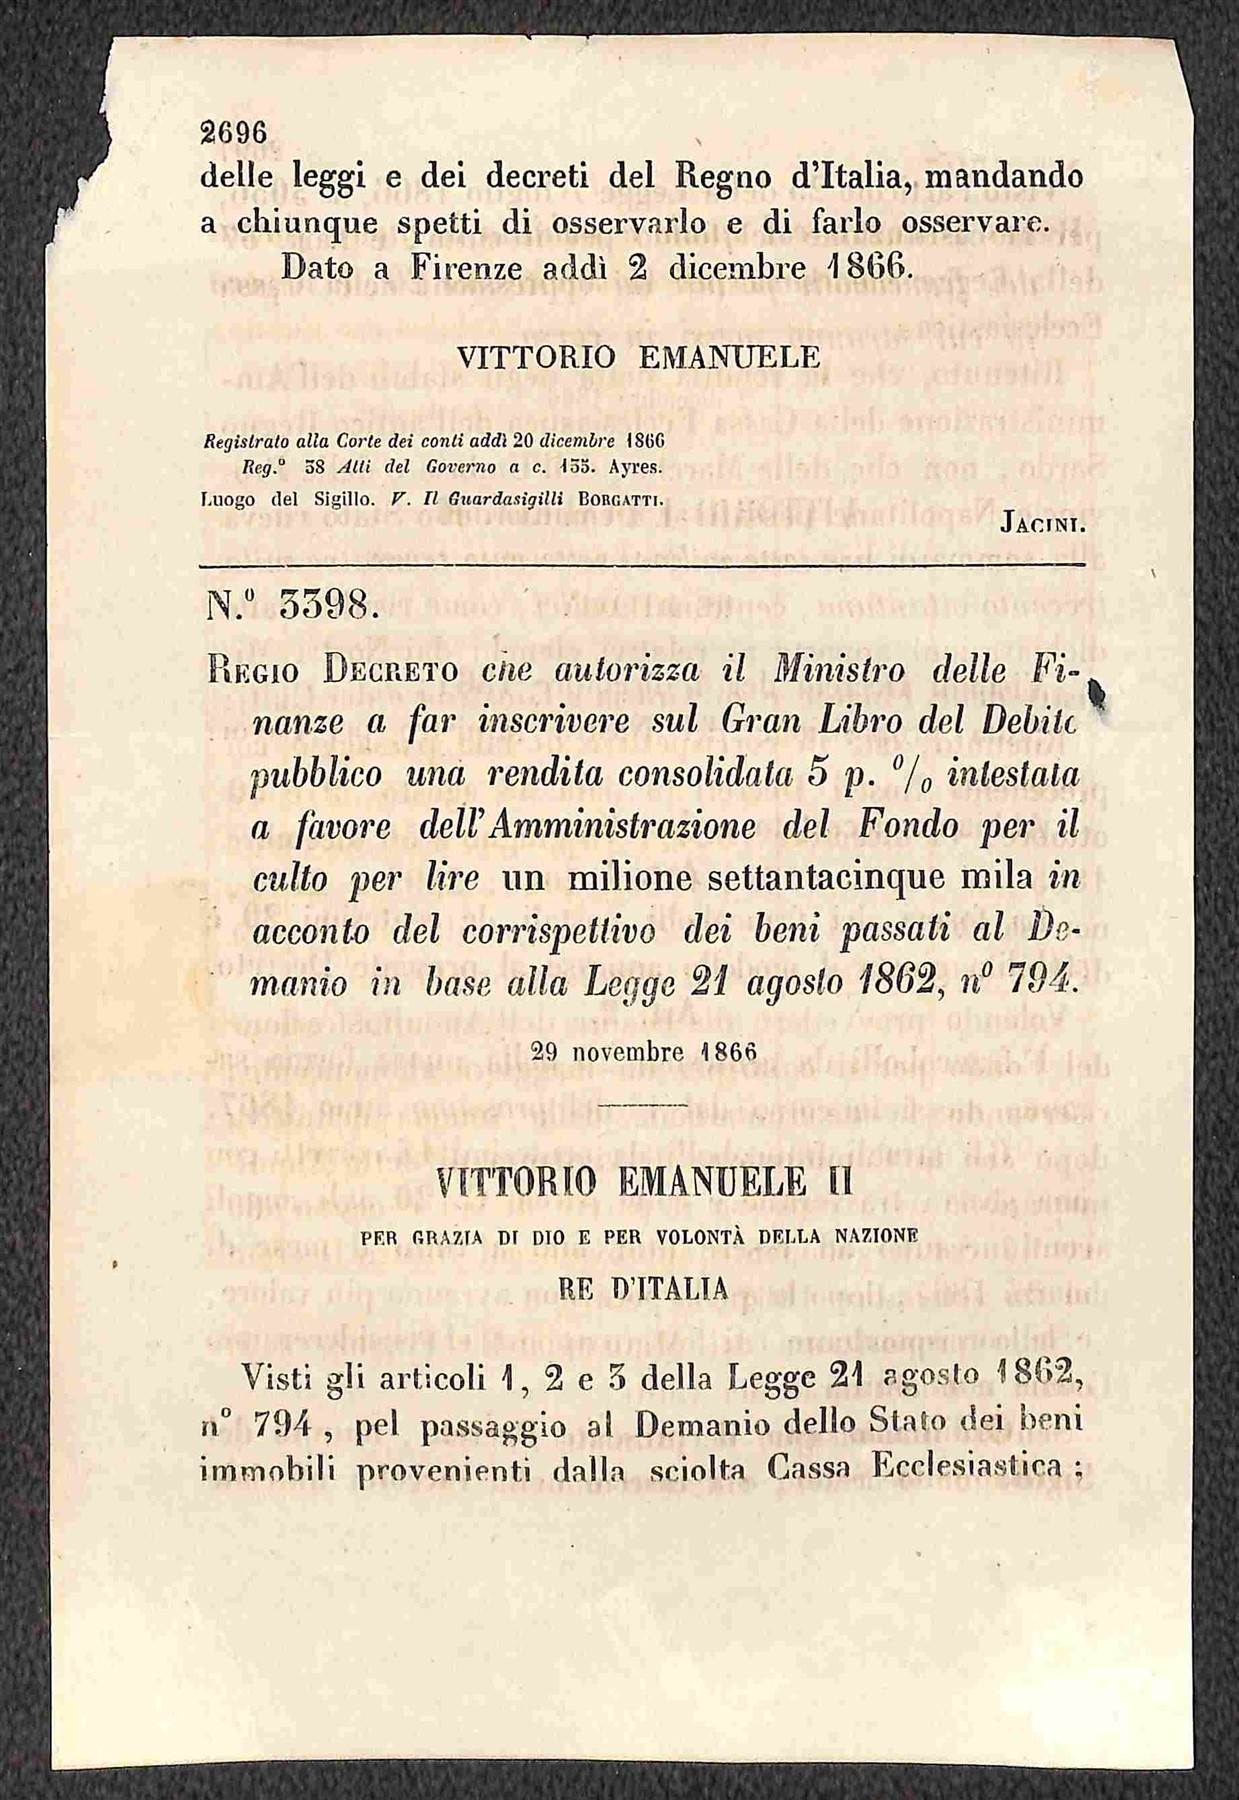 2696
delle leggi e dei decreti del Regno d'Italia, mandando
a chiunque spetti di osservarlo e di farlo osservare.
Dato a Firenze addì 2 dicembre 1866.
VITTORIO EMANUELE
Registrato alla Corte dei conti addì 20 dicembre 1866
Reg.º 38 Atti del Governo a c. 155. Ayres.
Luogo del Sigillo. V. Il Guardasigilli BORGATTI.
JACINI.
N.º 3398.
REGIO DECRETO che autorizza il Ministro delle Fi-
nanze a far inscrivere sul Gran Libro del Debito
pubblico una rendita consolidata 5 p. % intestata
a favore dell'Amministrazione del Fondo per il
culto per lire un milione settantacinque mila in
acconto del corrispettivo dei beni passati al De-
manio in base alla Legge 21 agosto 1862, nº 794.
29 novembre 1866
VITTORIO EMANUELE II
PER GRAZIA DI DIO E PER VOLONTÀ DELLA NAZIONE
RE D'ITALIA
Visti gli articoli 1, 2 e 3 della Legge 21 agosto 1862,
nº 794, pel passaggio al Demanio dello Stato dei beni
immobili provenienti dalla sciolta Cassa Ecclesiastica ;